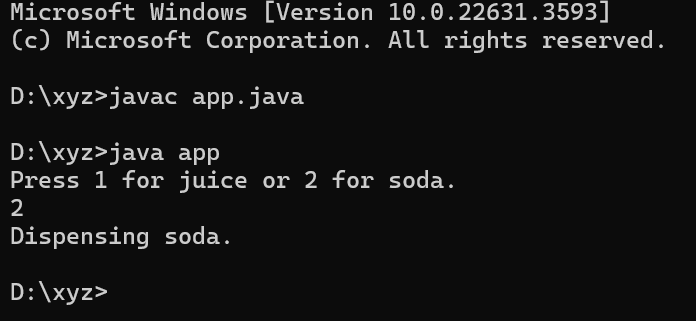 Microsoft Windows [Version 10.0.22631.3593]
(c) Microsoft Corporation. All rights reserved.
D:\xyz>javac app.java
D:\xyz>java app
Press 1 for juice or 2 for soda.
2
Dispensing soda.
D:\xyz>